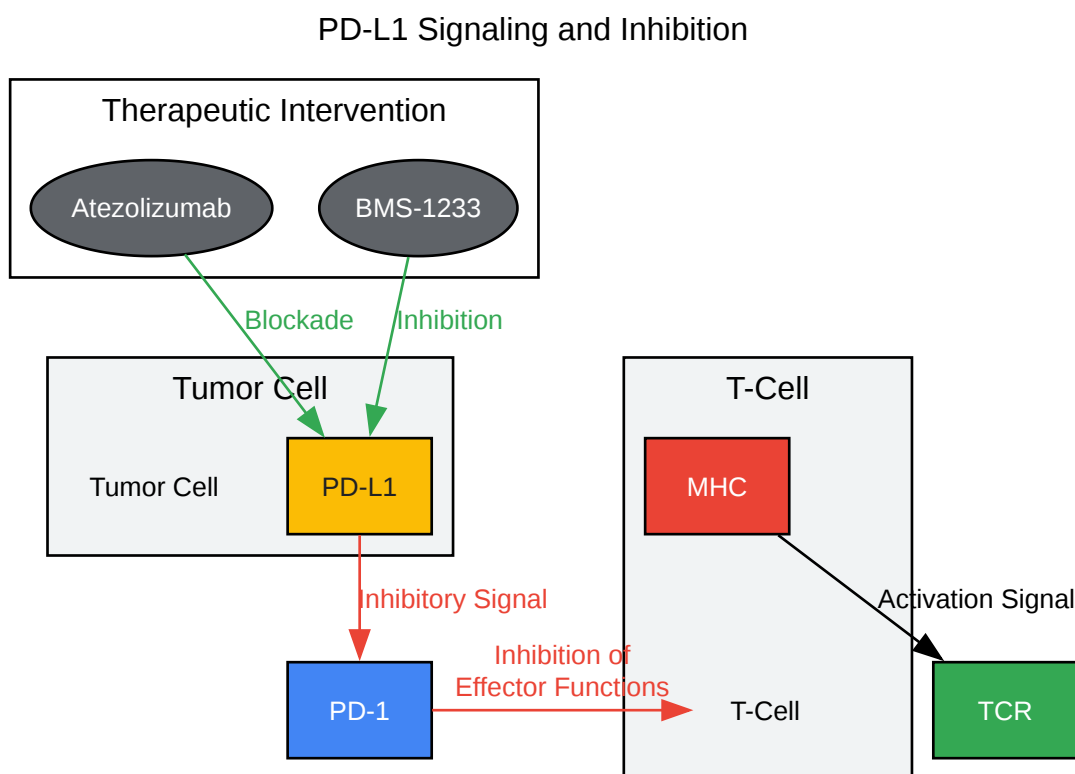 PD-L1 Signaling and Inhibition
Therapeutic Intervention
Atezolizumab
BMS-1233
Blockade
Inhibition
Tumor Cell
T-Cell
Tumor Cell
PD-L1
MHC
Inhibitory Signal
Activation Signal
Inhibition of
Effector Functions
PD-1
T-Cell
TCR